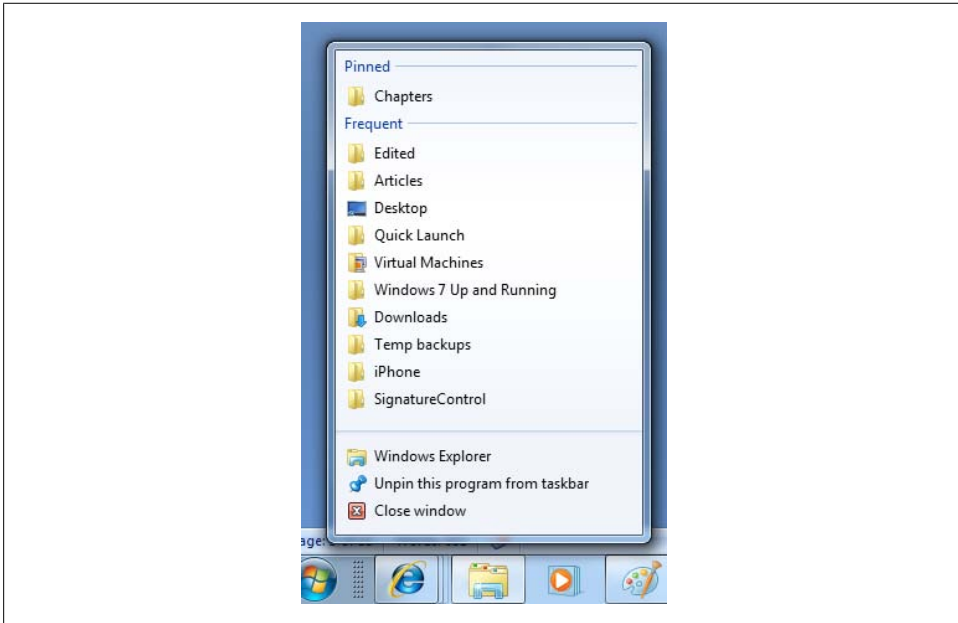 Pinned
Chapters
Frequent
Edited
Articles
Desktop
Quick Launch
Virtual Machines
Windows 7 Up and Running
Downloads
Temp backups
iPhone
SignatureControl
Windows Explorer
Unpin this program from taskbar
Close window
age: